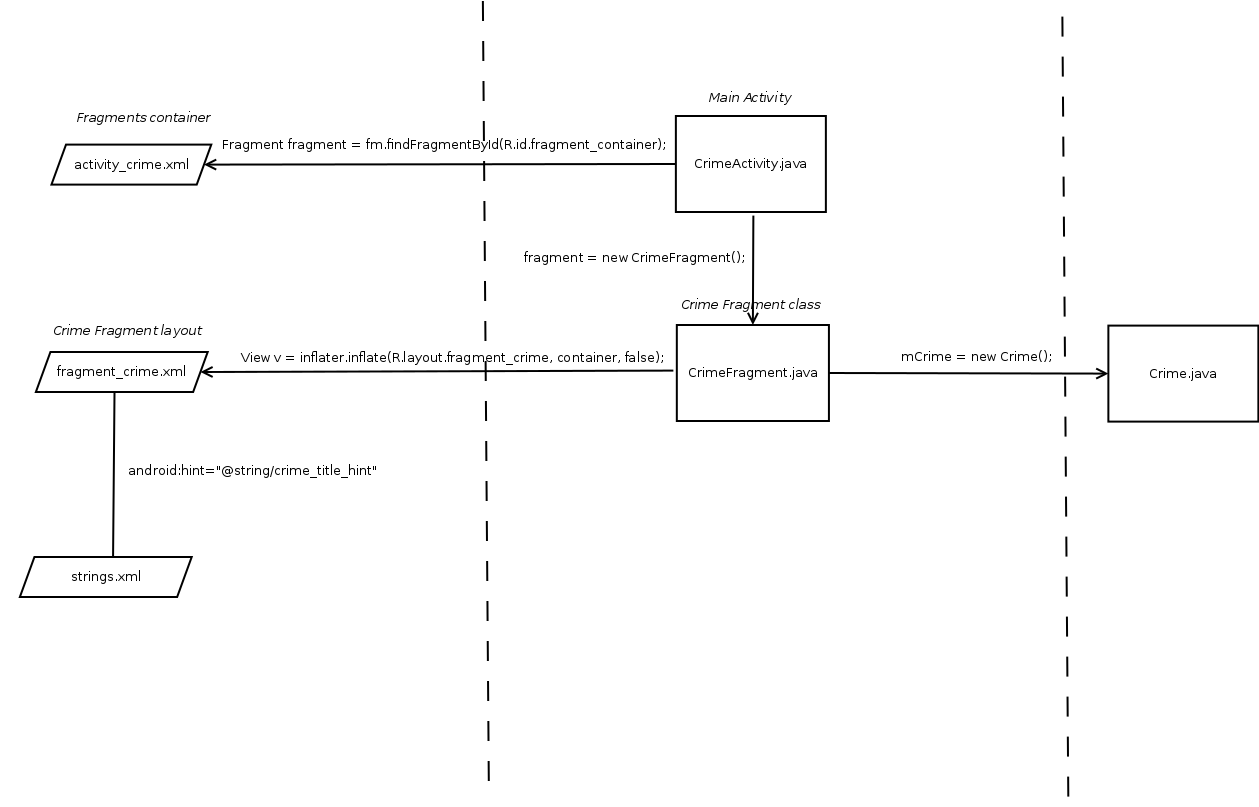 Main Activity
Fragments container
Fragment fragment = fm.findFragmentById(R.id.fragment_container);
activity_crime.xml
CrimeActivity.java
fragment = new CrimeFragment();
Crime Fragment class
Crime Fragment layout
View v = inflater.inflate(R.layout.fragment_crime, container, false);
mCrime = new Crime();
fragment_crime.xml
CrimeFragment.java
Crime.java
android:hint="@string/crime_title_hint"
strings.xml